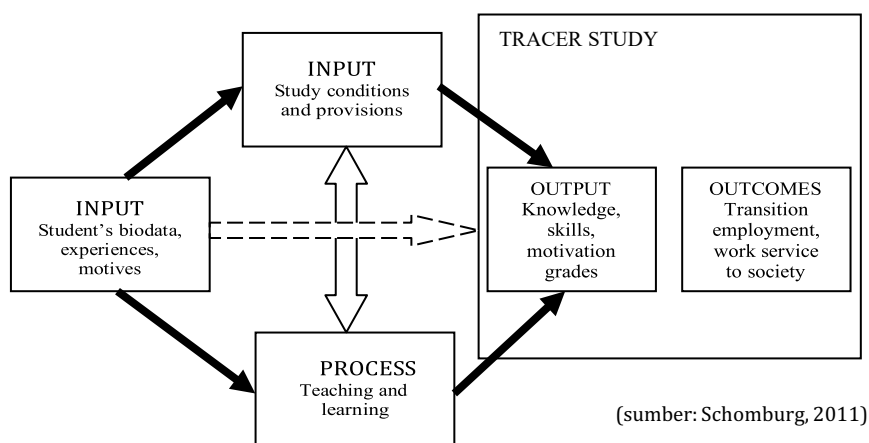 TRACER STUDY
INPUT
Study conditions
and provisions
INPUT
Student's biodata,
experiences,
motives
OUTPUT
Knowledge,
skills,
motivation
grades
OUTCOMES
Transition
employment,
work service
to society
PROCESS
Teaching and
learning
(sumber: Schomburg, 2011)